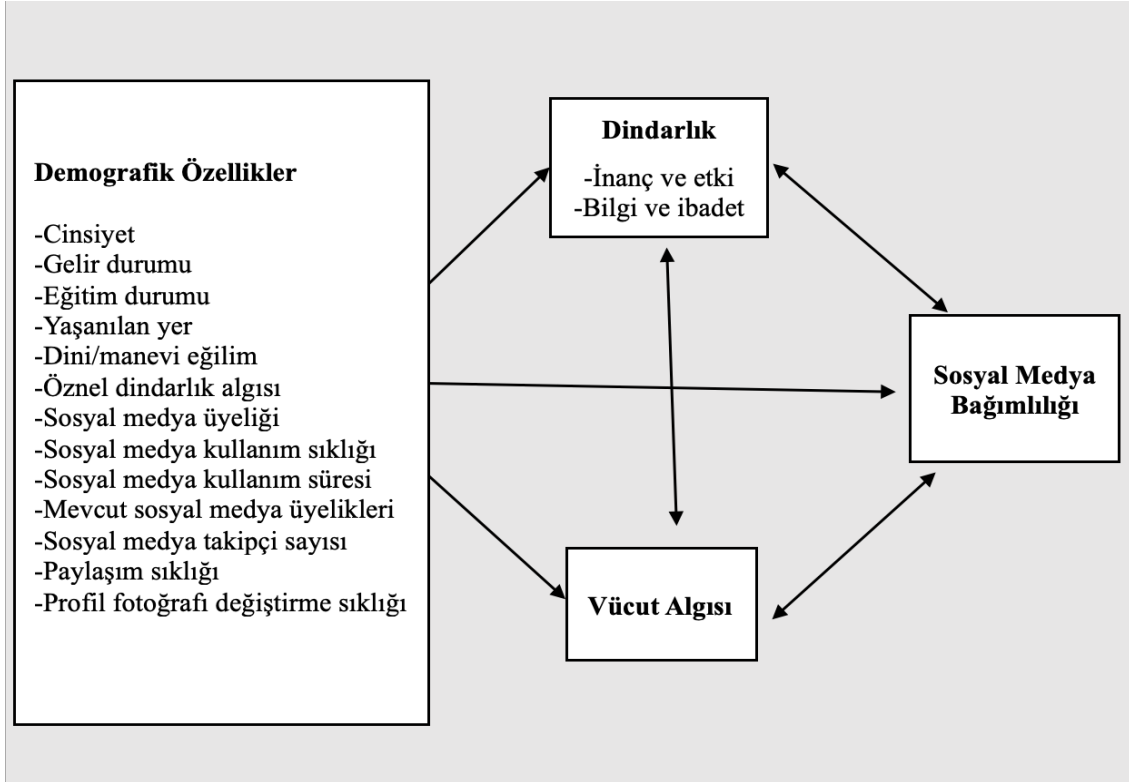 Demografik Özellikler
-Cinsiyet
-Gelir durumu
-Eğitim durumu
-Yaşanılan yer
-Dini/manevi eğilim
-Öznel dindarlık algısı
-Sosyal medya üyeliği
-Sosyal medya kullanım sıklığı
-Sosyal medya kullanım süresi
-Mevcut sosyal medya üyelikleri
-Sosyal medya takipçi sayısı
-Paylaşım sıklığı
-Profil fotoğrafı değiştirme sıklığı
Dindarlık
-İnanç ve etki
-Bilgi ve ibadet
Sosyal Medya
Bağımlılığı
Vücut Algısı